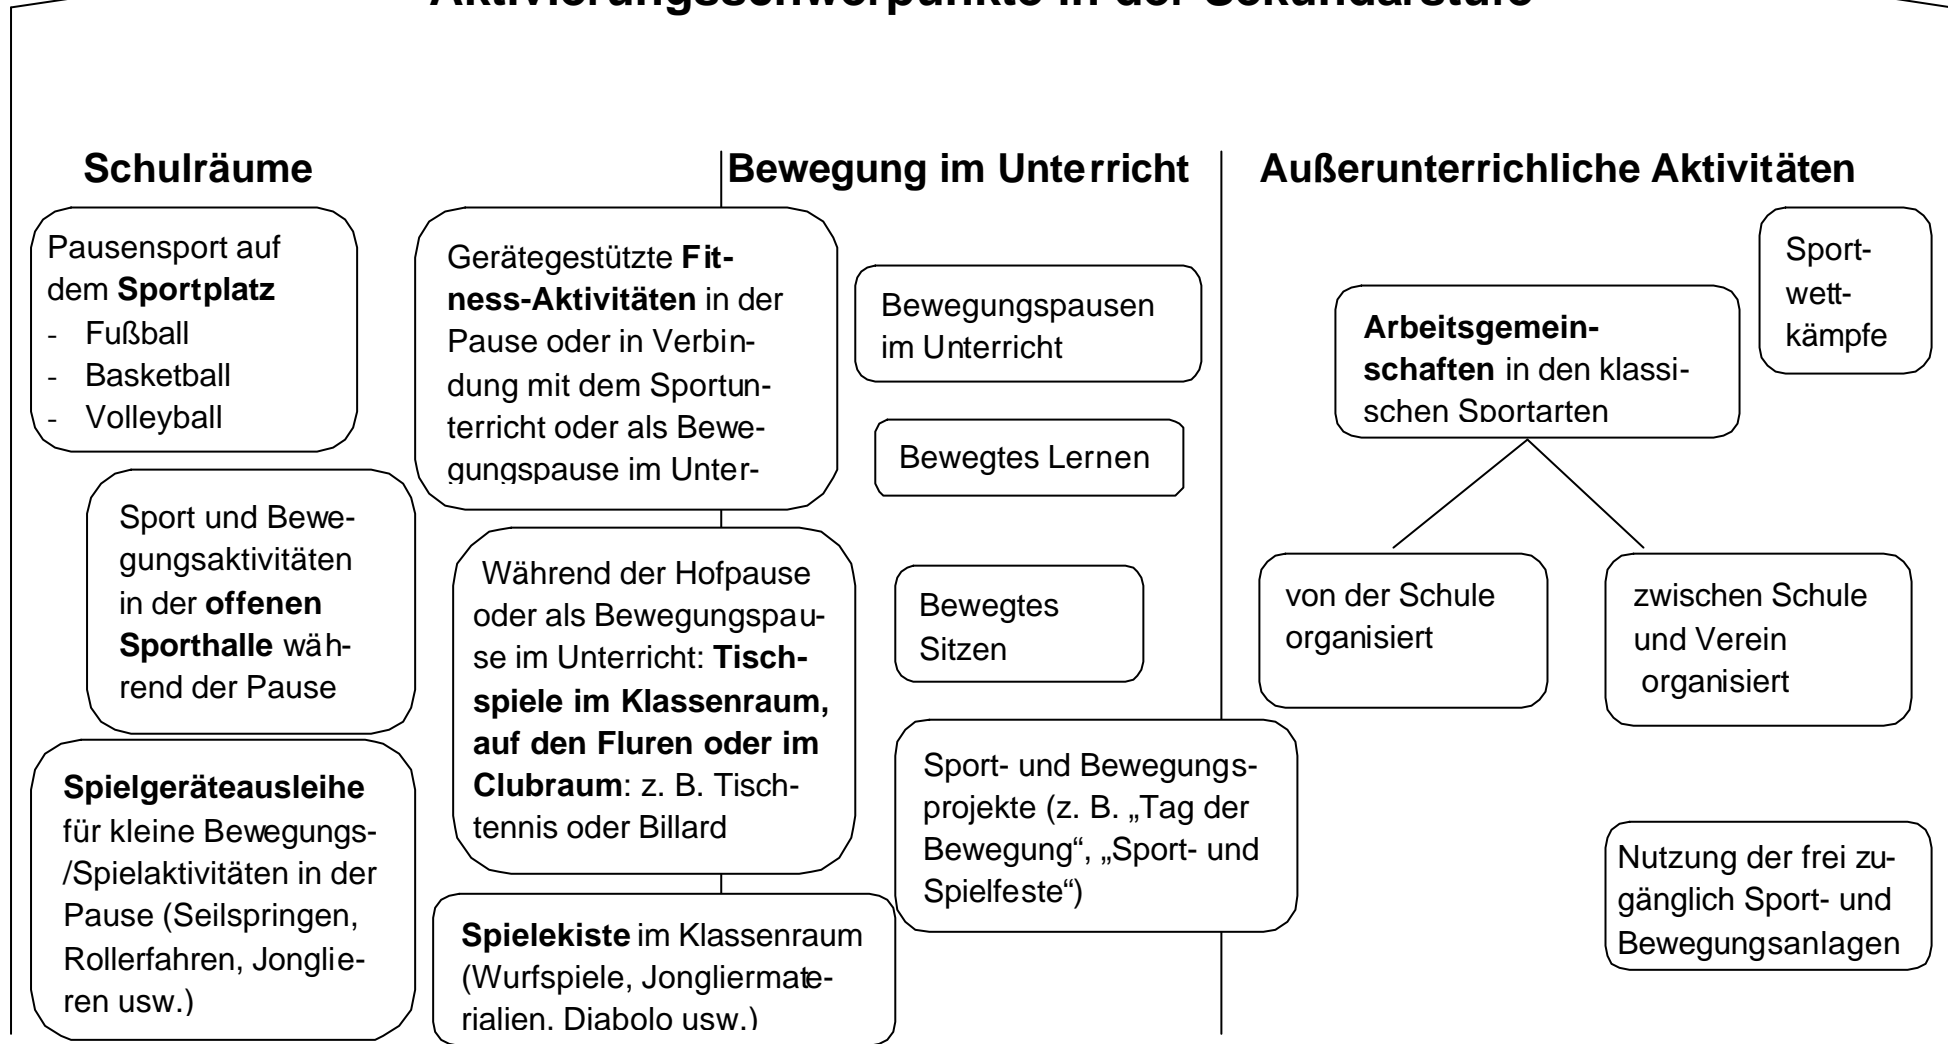 Aktivierungsschwerpunkte in der Sekundarstufe
Schulräume
Bewegung im Unterricht
Außerunterrichliche Aktivitäten
Pausensport auf
dem Sportplatz
- Fußball
- Basketball
- Volleyball
Sport und Bewe-
gungsaktivitäten
in der offenen
Sporthalle wäh-
rend der Pause
Spielgeräteausleihe
für kleine Bewegungs-
/Spielaktivitäten in der
Pause (Seilspringen,
Rollerfahren, Jonglie-
ren usw.)
Gerätegestützte Fit-
ness-Aktivitäten in der
Pause oder in Verbin-
dung mit dem Sportun-
terricht oder als Bewe-
gungspause im Unter-
Während der Hofpause
oder als Bewegungspau-
se im Unterricht: Tisch-
spiele im Klassenraum,
auf den Fluren oder im
Clubraum: z. B. Tisch-
tennis oder Billard
Spielekiste im Klassenraum
(Wurfspiele, Jongliermate-
rialien, Diabolo usw.)
Bewegungspausen
im Unterricht
Bewegtes Lernen
Bewegtes
Sitzen
Sport- und Bewegungs-
projekte (z. B. „Tag der
Bewegung“, „Sport- und
Spielfeste“)
Sport-
wett-
kämpfe
Arbeitsgemein-
schaften in den klassi-
schen Sportarten
von der Schule
organisiert
zwischen Schule
und Verein
organisiert
Nutzung der frei zu-
gänglich Sport- und
Bewegungsanlagen